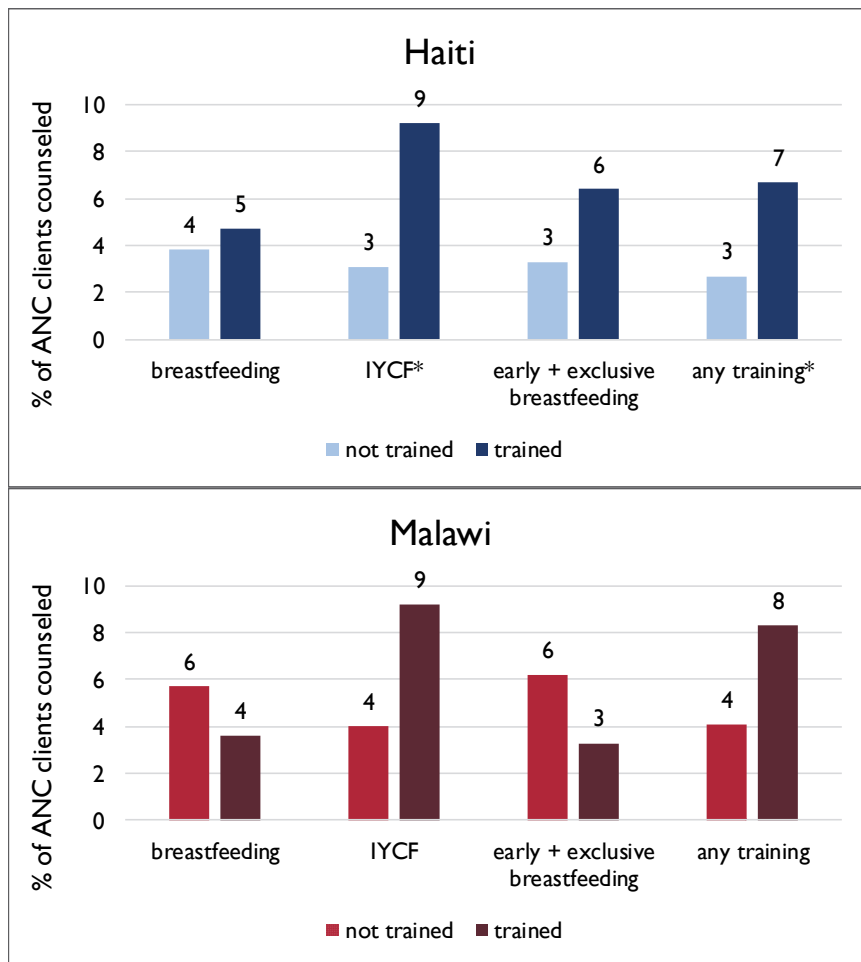 Haiti
% of ANC clients counseled
10
8
6
4
2
0
4
5
3
9
3
6
3
7
breastfeeding
IYCF*
early + exclusive
breastfeeding
any training*
not trained
trained
Malawi
% of ANC clients counseled
10
8
6
4
2
0
6
4
4
9
6
3
4
8
breastfeeding
IYCF
early + exclusive
breastfeeding
any training
not trained
trained